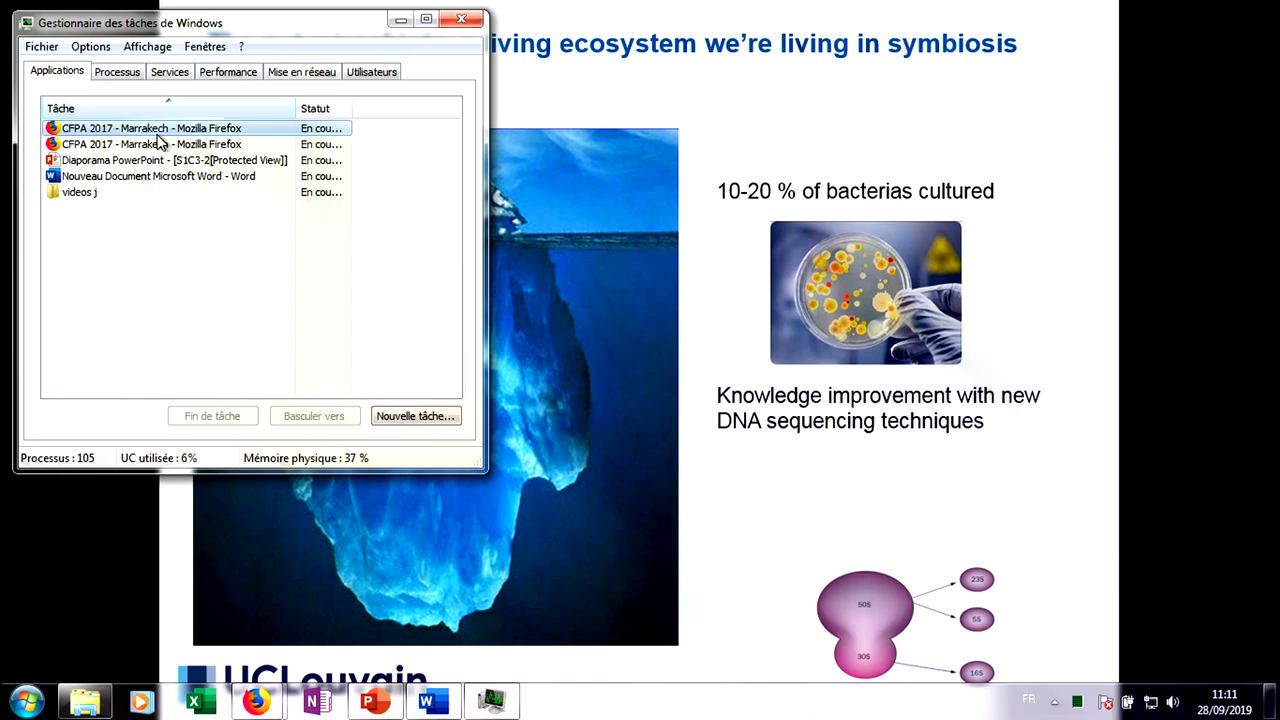 Gestionnaire des tâches de Windows
iving ecosystem we're living in symbiosis
Fichier Options Affichage Fenêtres ?
Applications Processus Services Performance Mise en réseau Utilisateurs
Tâche Statut
CFPA 2017 - Marrakech - Mozilla Firefox En cou...
CFPA 2017 - Marrakech - Mozilla Firefox En cou...
Diaporama PowerPoint - [S1C3-2[Protected View]] En cou...
Nouveau Document Microsoft Word - Word En cou...
videos j En cou...
10-20 % of bacterias cultured
Knowledge improvement with new
DNA sequencing techniques
Fin de tâche Basculer vers Nouvelle tâche...
Processus : 105 UC utilisée : 6% Mémoire physique : 37 %
23S
50S
5S
30S
16S
UCLouvain
FR
11:11
28/09/2019